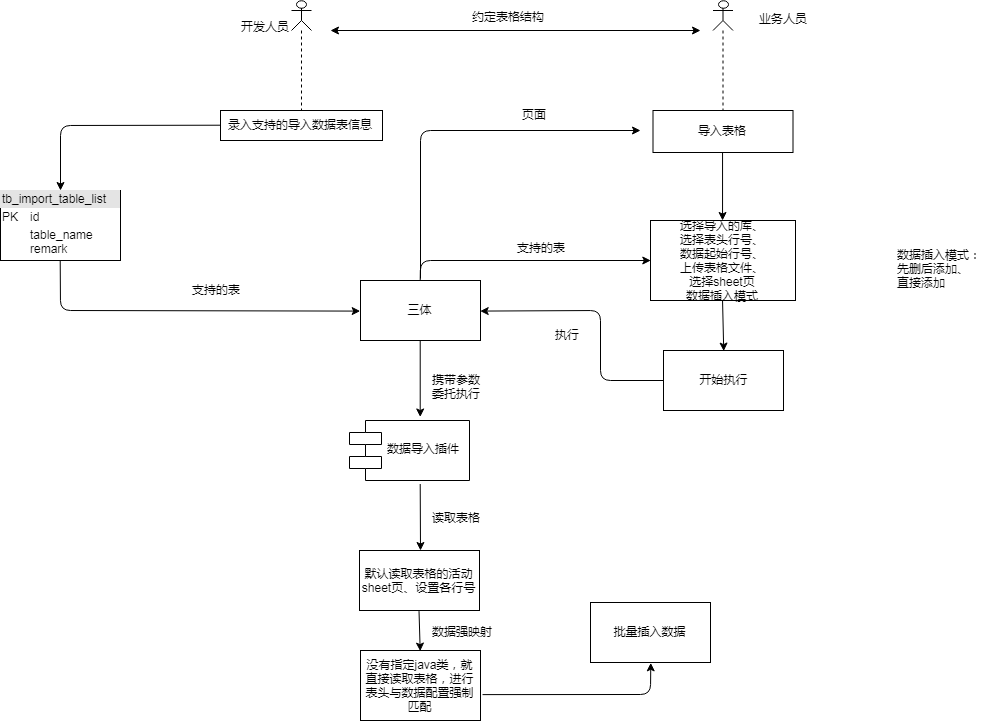 约定表格结构
开发人员
业务人员
录入支持的导入数据表信息
页面
导入表格
tb_import_table_list
PK id
table_name
remark
支持的表
支持的表
选择导入的库、
选择表头行号、
数据起始行号、
上传表格文件、
选择sheet页
数据插入模式
数据插入模式：
先删后添加、
直接添加
三体
执行
开始执行
携带参数
委托执行
数据导入插件
读取表格
默认读取表格的活动
sheet页、设置各行号
数据强映射
批量插入数据
没有指定java类，就
直接读取表格，进行
表头与数据配置强制
匹配